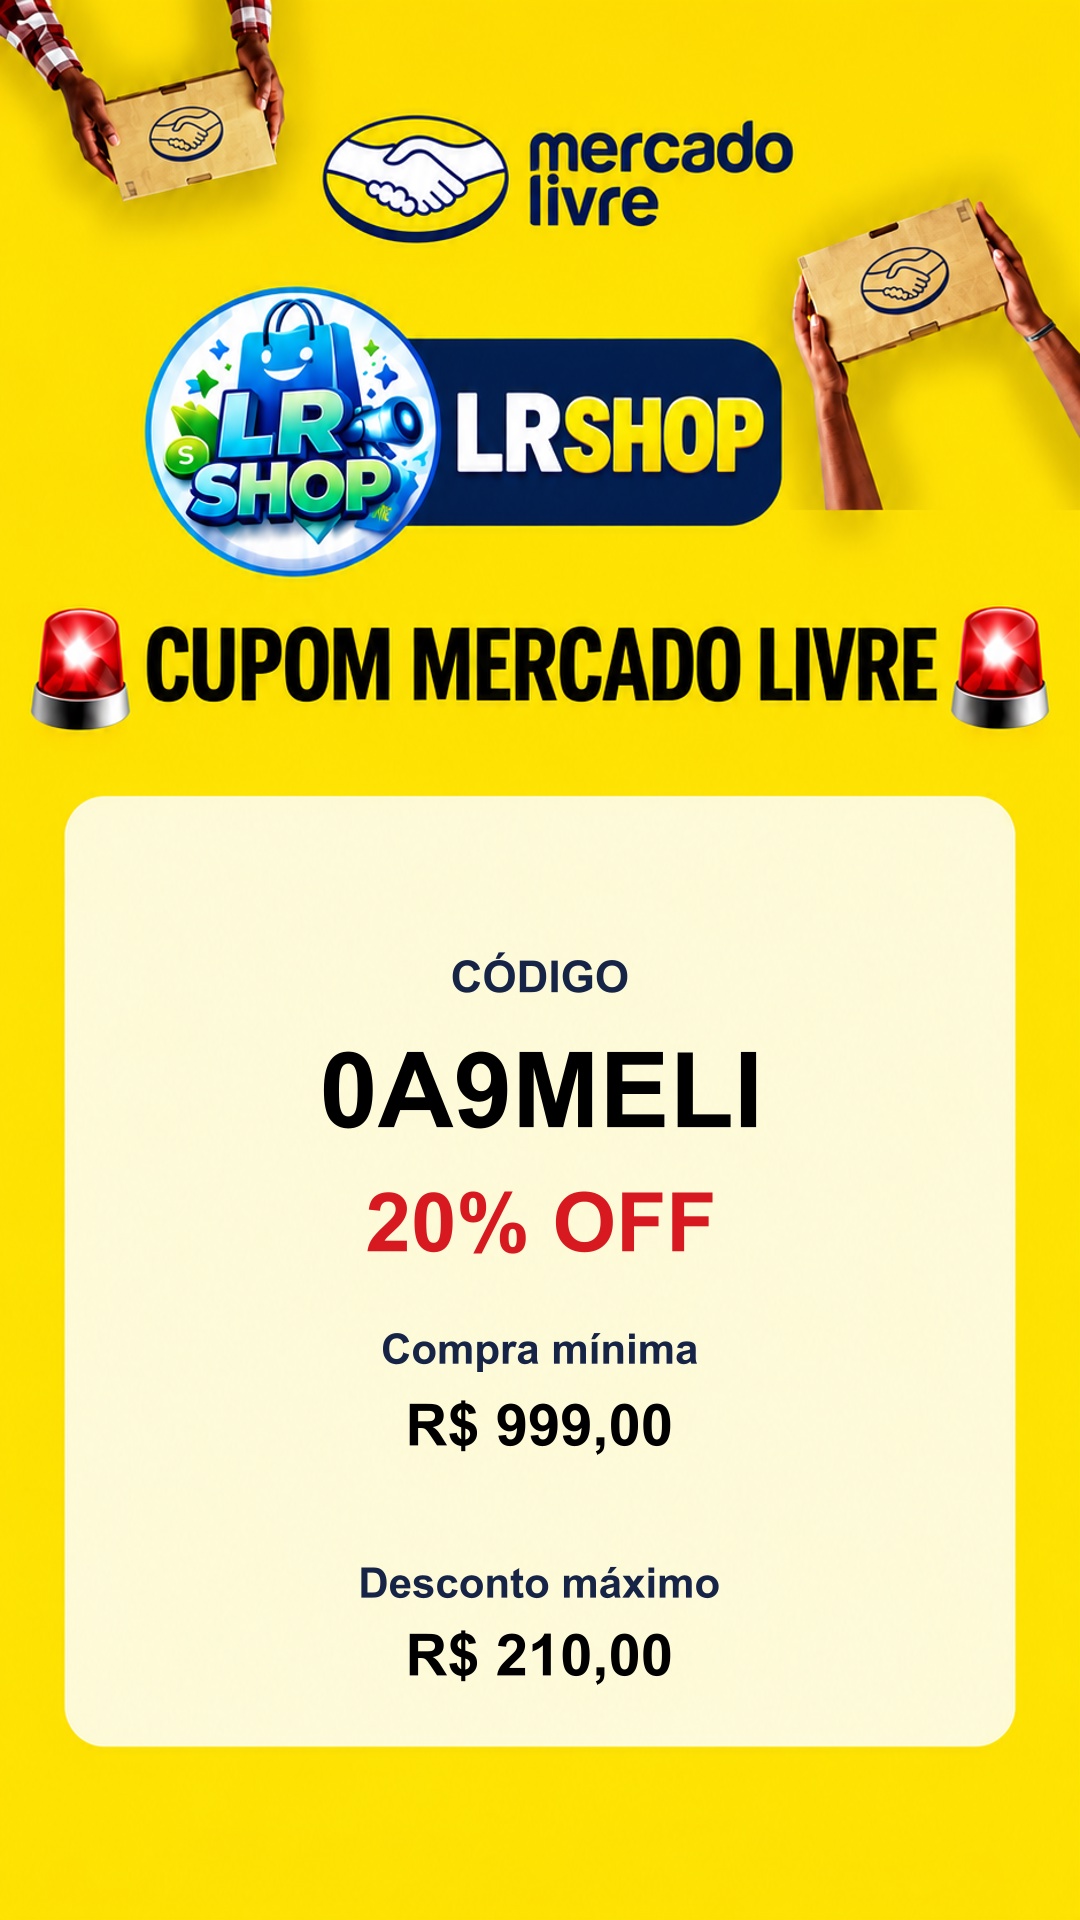 mercado
livre
LR
SHOP
S
LRSHOP
CUPOM MERCADO LIVRE
CÓDIGO
0A9MELI
20% OFF
Compra mínima
R$ 999,00
Desconto máximo
R$ 210,00